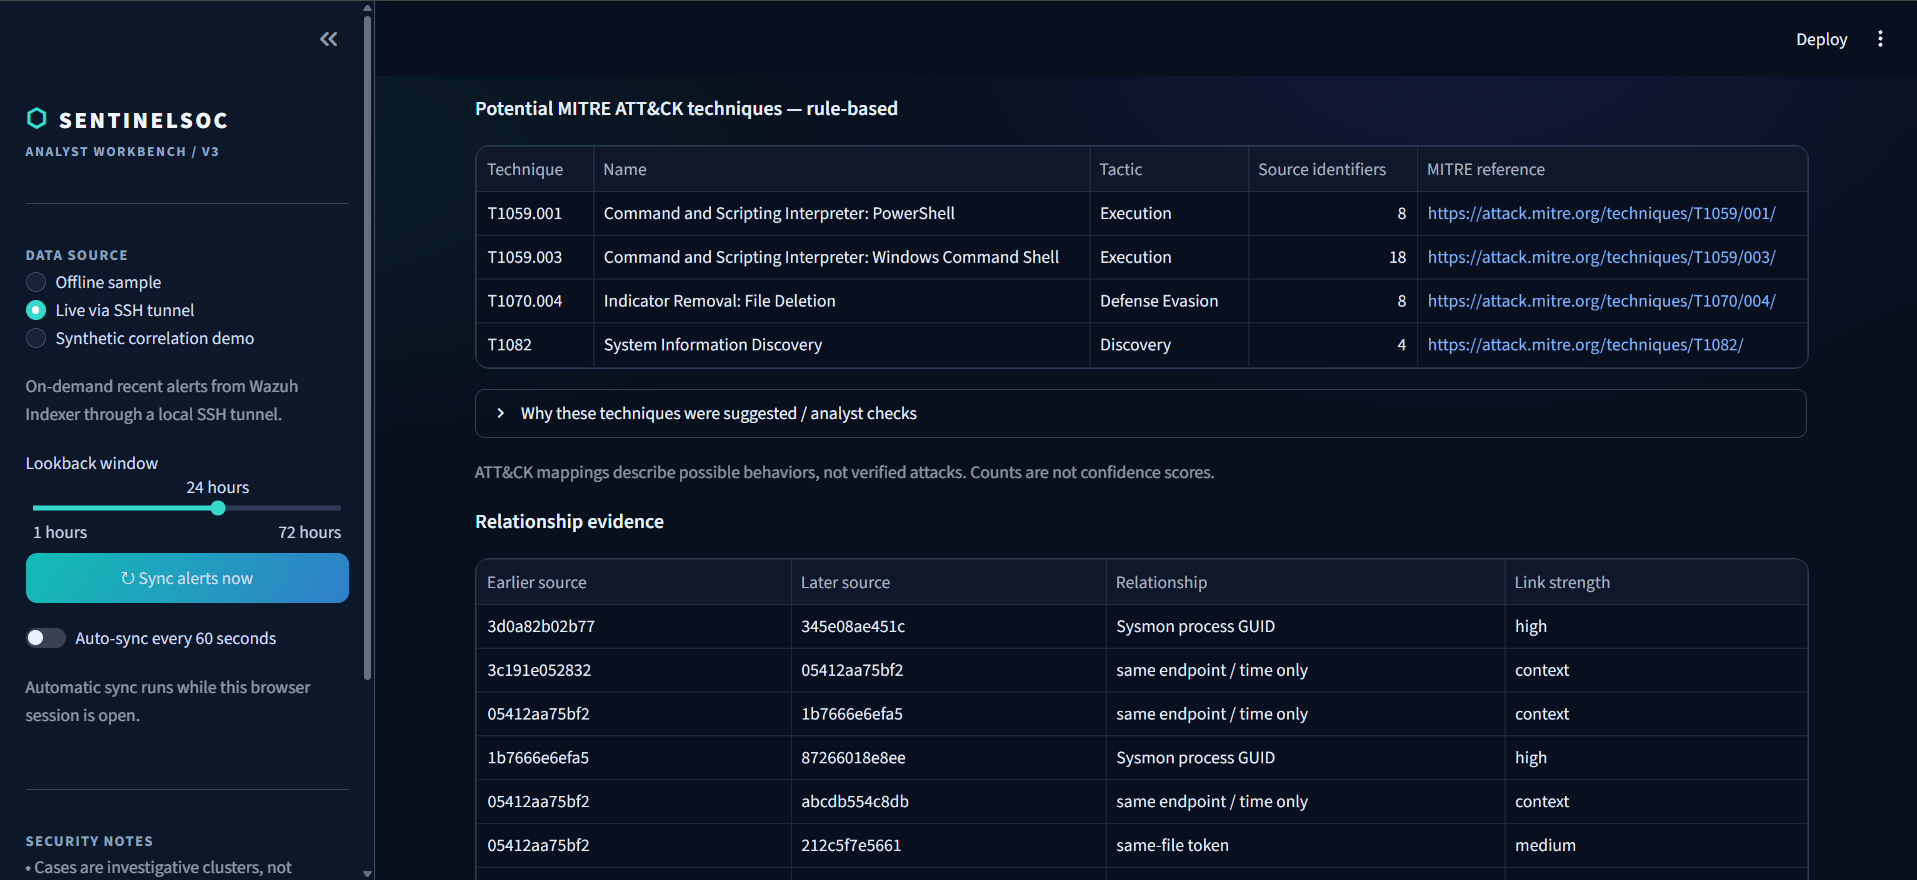 Deploy
SENTINELSOC
ANALYST WORKBENCH / V3
DATA SOURCE
Offline sample
Live via SSH tunnel
Synthetic correlation demo
On-demand recent alerts from Wazuh
Indexer through a local SSH tunnel.
Lookback window
24 hours
1 hours 72 hours
↻ Sync alerts now
Auto-sync every 60 seconds
Automatic sync runs while this browser
session is open.
SECURITY NOTES
• Cases are investigative clusters, not
Potential MITRE ATT&CK techniques — rule-based
Technique Name Tactic Source identifiers MITRE reference
T1059.001 Command and Scripting Interpreter: PowerShell Execution 8 https://attack.mitre.org/techniques/T1059/001/
T1059.003 Command and Scripting Interpreter: Windows Command Shell Execution 18 https://attack.mitre.org/techniques/T1059/003/
T1070.004 Indicator Removal: File Deletion Defense Evasion 8 https://attack.mitre.org/techniques/T1070/004/
T1082 System Information Discovery Discovery 4 https://attack.mitre.org/techniques/T1082/
Why these techniques were suggested / analyst checks
ATT&CK mappings describe possible behaviors, not verified attacks. Counts are not confidence scores.
Relationship evidence
Earlier source Later source Relationship Link strength
3d0a82b02b77 345e08ae451c Sysmon process GUID high
3c191e052832 05412aa75bf2 same endpoint / time only context
05412aa75bf2 1b7666e6efa5 same endpoint / time only context
1b7666e6efa5 87266018e8ee Sysmon process GUID high
05412aa75bf2 abcdb554c8db same endpoint / time only context
05412aa75bf2 212c5f7e5661 same-file token medium